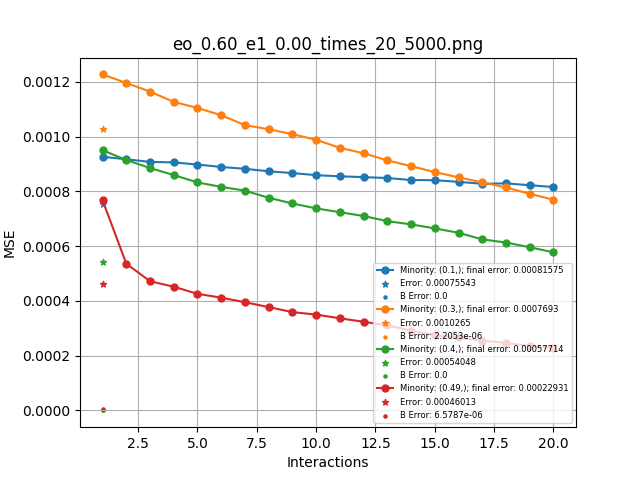 eo_0.60_e1_0.00_times_20_5000.png
0.0012
0.0010
0.0008
0.0006
0.0004
0.0002
0.0000
MSE
Minority: (0.1,); final error: 0.00081575
Error: 0.00075543
B Error: 0.0
Minority: (0.3,); final error: 0.0007693
Error: 0.0010265
B Error: 2.2053e-06
Minority: (0.4,); final error: 0.00057714
Error: 0.00054048
B Error: 0.0
Minority: (0.49,); final error: 0.00022931
Error: 0.00046013
B Error: 6.5787e-06
2.5 5.0 7.5 10.0 12.5 15.0 17.5 20.0
Interactions